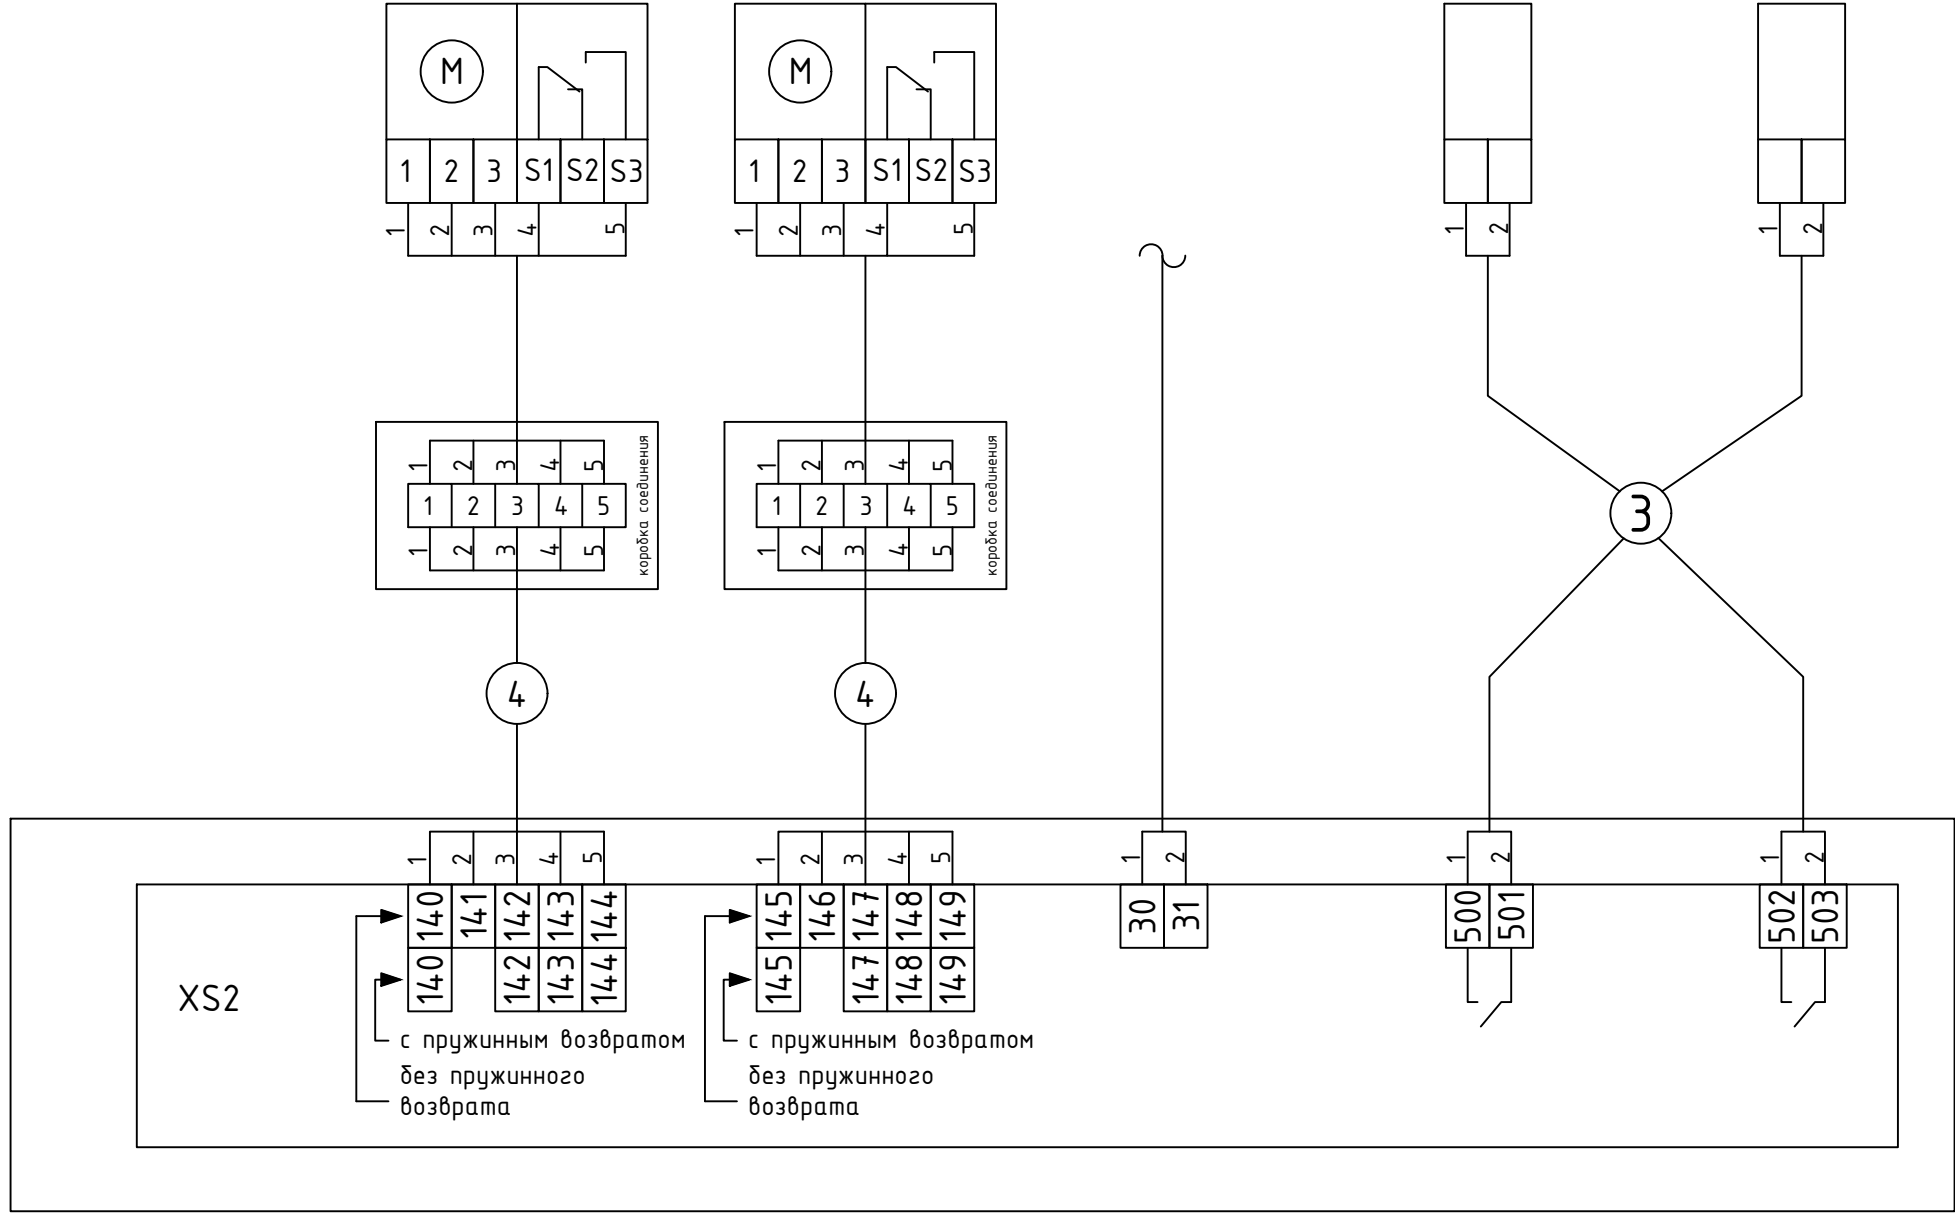 M M
1 2 3 S1 S2 S3 1 2 3 S1 S2 S3
1 2 3 4 5 1 2 3 4 5 1 2 1 2
1 2 3 4 5 1 2 3 4 5
1 2 3 4 5 1 2 3 4 5
1 2 3 4 5 1 2 3 4 5
коробка соединения
коробка соединения
3
4 4
1 2 3 4 5 1 2 3 4 5 1 2 1 2 1 2
140 141 142 143 144 145 146 147 148 149 30 31 500 501 502 503
140 142 143 144 145 147 148 149
XS2
с пружинным возвратом
без пружинного
возврата
с пружинным возвратом
без пружинного
возврата